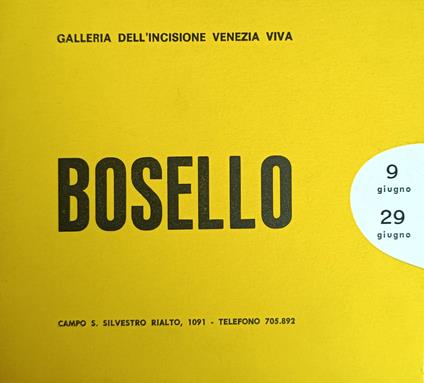 GALLERIA DELL'INCISIONE VENEZIA VIVA
BOSELLO
9
giugno
29
giugno
CAMPO S. SILVESTRO RIALTO, 1091 - TELEFONO 705.892